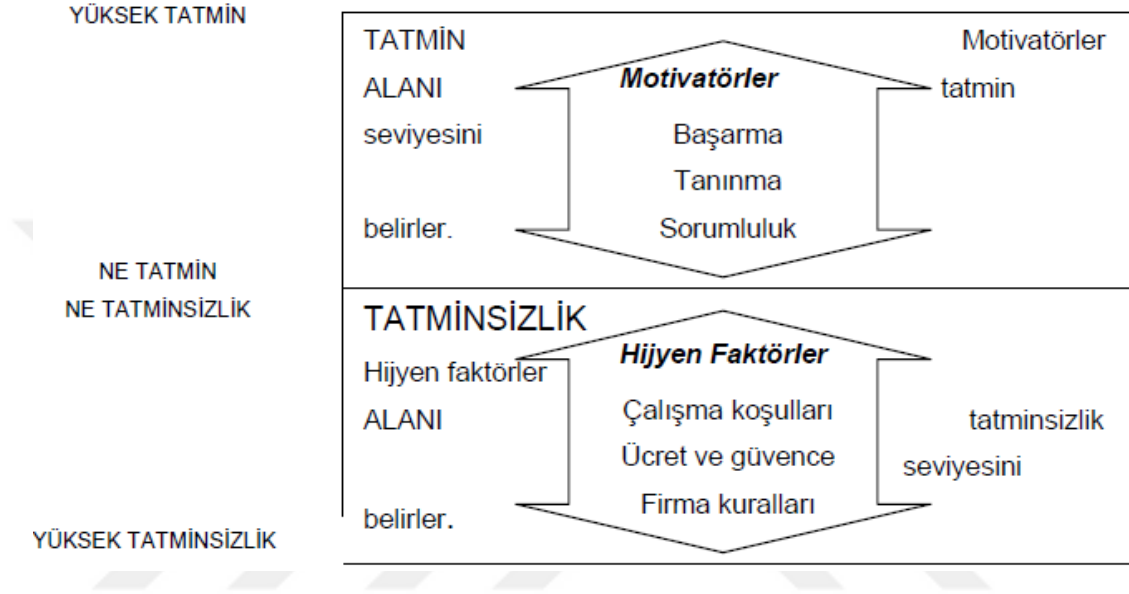 YÜKSEK TATMİN
TATMİN Motivatörler
Motivatörler
ALANI tatmin
seviyesini Başarma
Tanınma
belirler. Sorumluluk
NE TATMİN
NE TATMİNSİZLİK
TATMİNSİZLİK
Hijyen Faktörler
Hijyen faktörler
Çalışma koşulları
ALANI tatminsizlik
Ücret ve güvence seviyesini
Firma kuralları
belirler.
YÜKSEK TATMİNSİZLİK